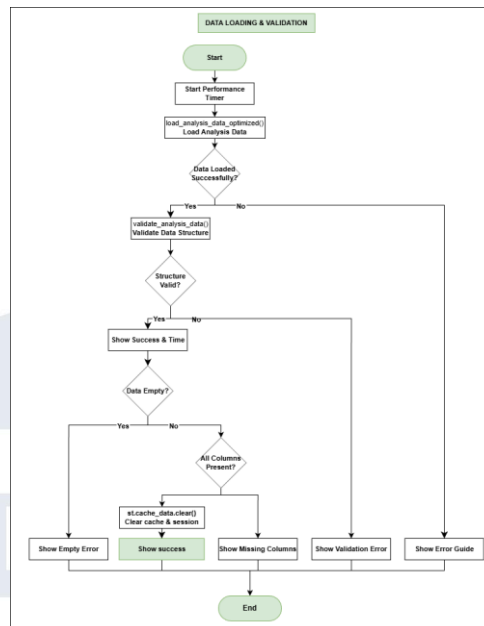 DATA LOADING & VALIDATION
Start
Start Performance
Timer
load_analysis_data_optimized()
Load Analysis Data
Data Loaded
Successfully?
Yes
No
validate_analysis_data()
Validate Data Structure
Structure
Valid?
Yes
No
Show Success & Time
Data Empty?
Yes
No
All Columns
Present?
st.cache_data.clear()
Clear cache & session
Show Empty Error
Show success
Show Missing Columns
Show Validation Error
Show Error Guide
End